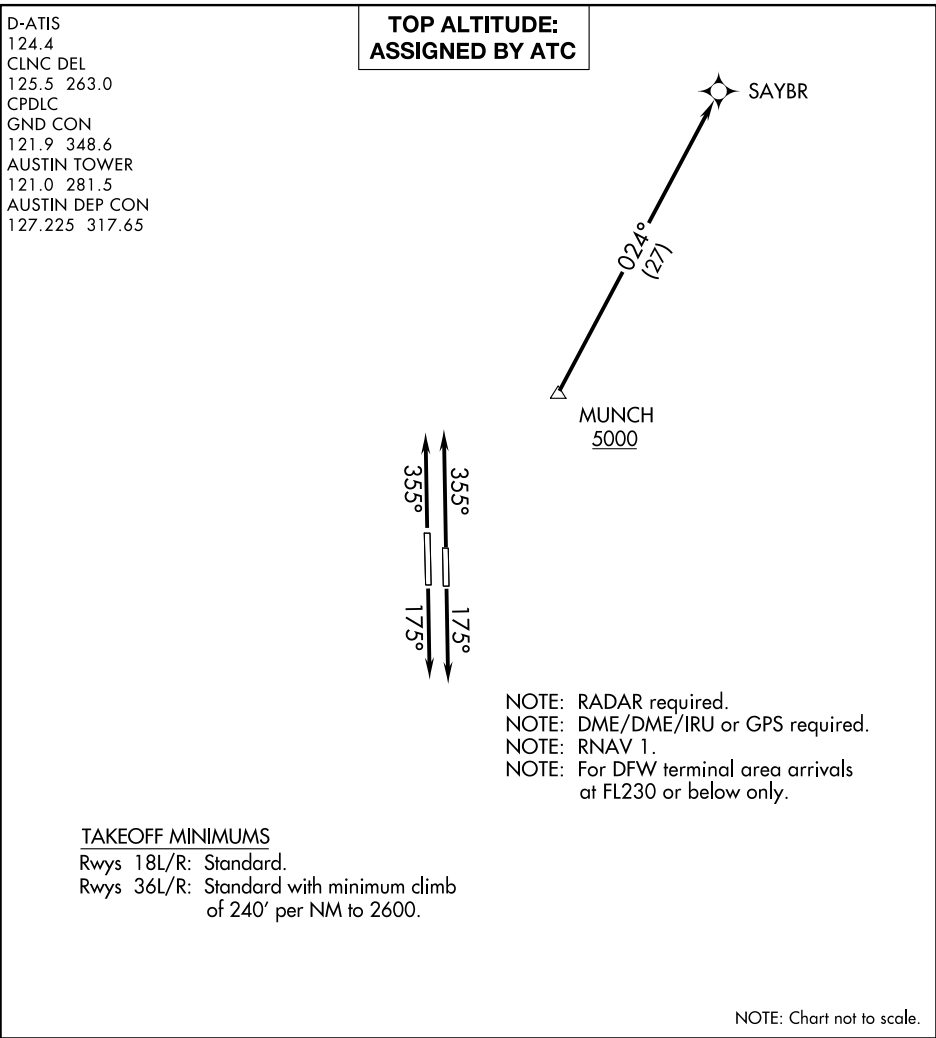 D-ATIS
124.4
CLNC DEL
125.5 263.0
CPDLC
GND CON
121.9 348.6
AUSTIN TOWER
121.0 281.5
AUSTIN DEP CON
127.225 317.65
TOP ALTITUDE:
ASSIGNED BY ATC
SAYBR
024°
(27)
MUNCH
5000
355°
355°
175°
175°
NOTE: RADAR required.
NOTE: DME/DME/IRU or GPS required.
NOTE: RNAV 1.
NOTE: For DFW terminal area arrivals
at FL230 or below only.
TAKEOFF MINIMUMS
Rwys 18L/R: Standard.
Rwys 36L/R: Standard with minimum climb
of 240' per NM to 2600.
NOTE: Chart not to scale.